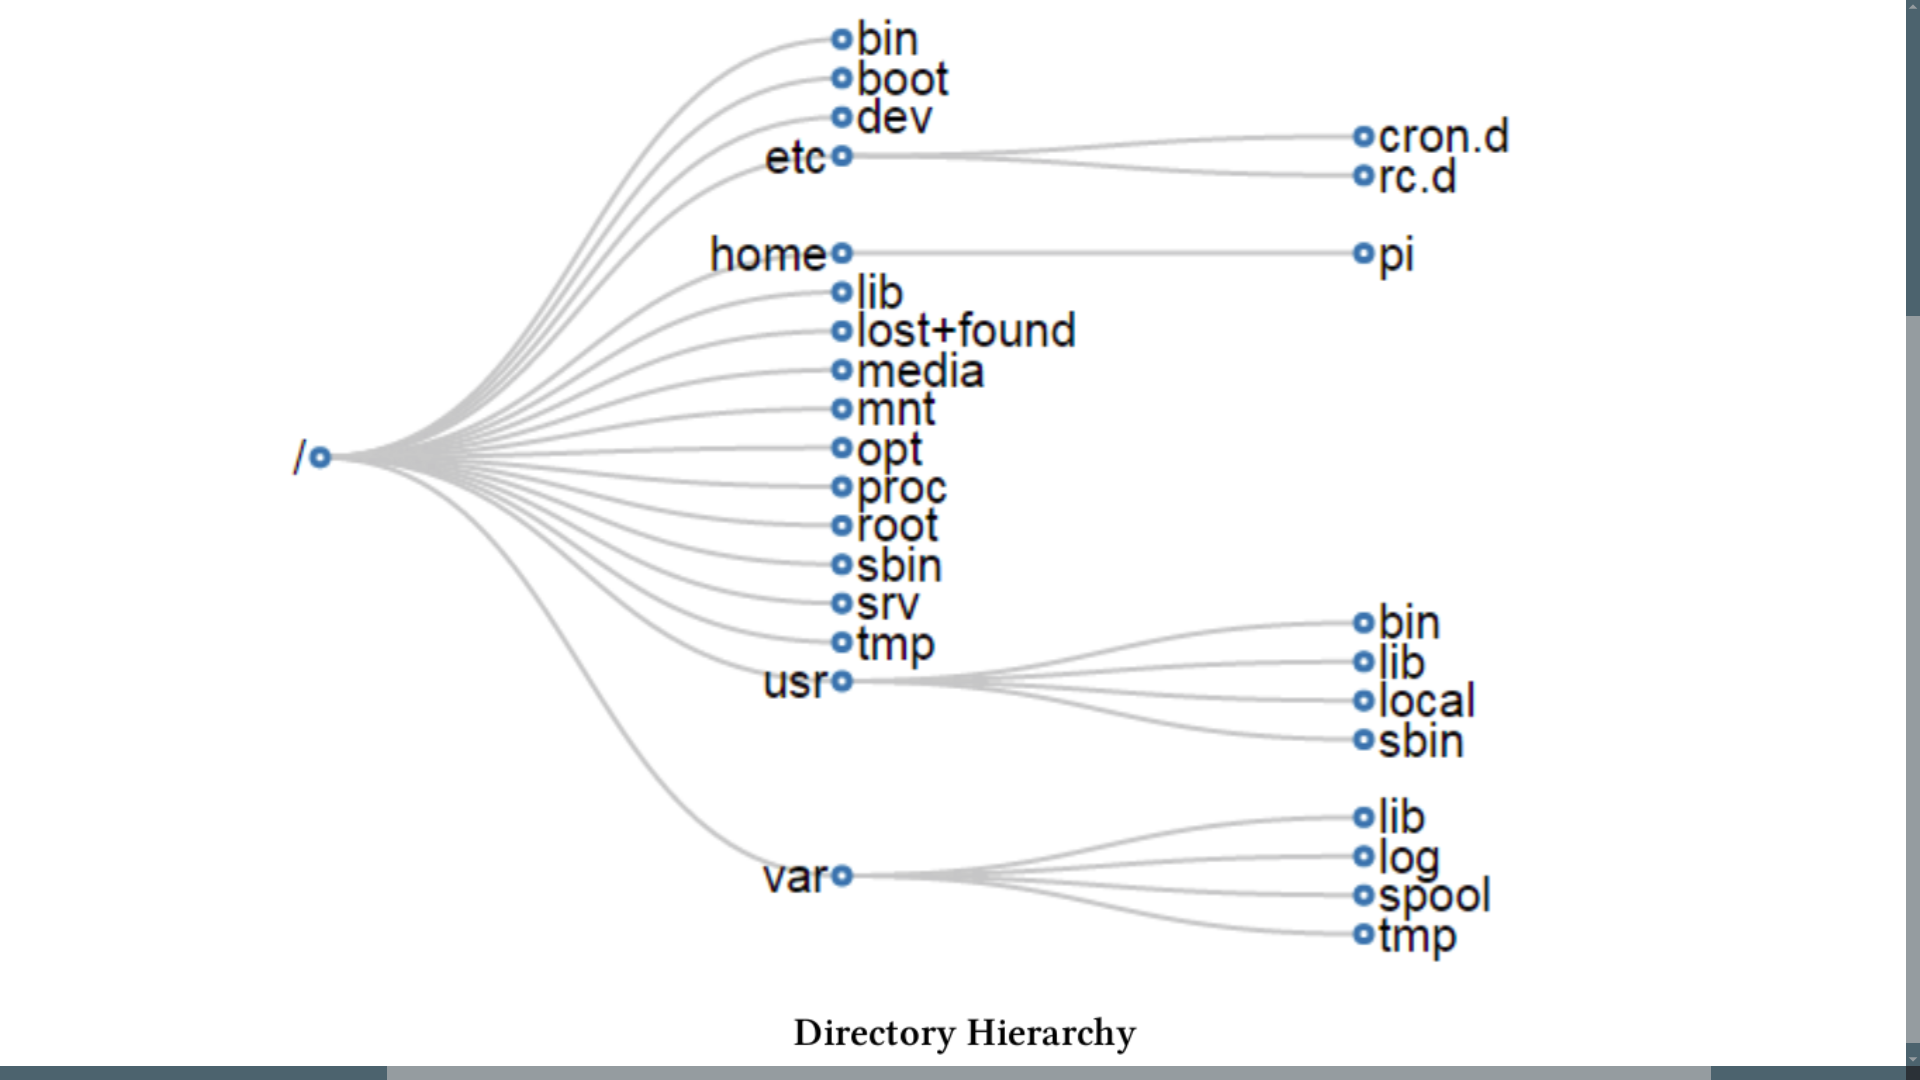 bin
boot
dev
etc
cron.d
rc.d
home
pi
lib
lost+found
media
mnt
/
opt
proc
root
sbin
srv
tmp
usr
bin
lib
local
sbin
var
lib
log
spool
tmp
Directory Hierarchy